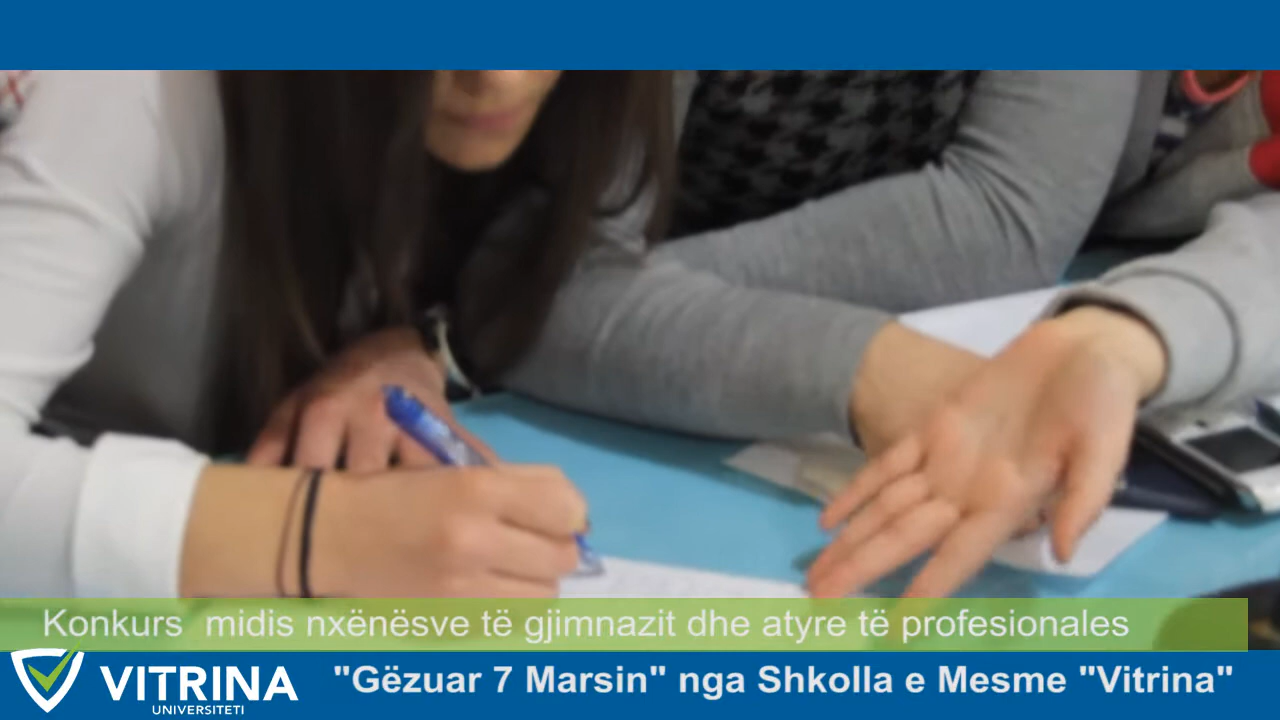 Konkurs  midis nxënësve të gjimnazit dhe atyre të profesionales
VITRINA
UNIVERSITETI
"Gëzuar 7 Marsin" nga Shkolla e Mesme "Vitrina"